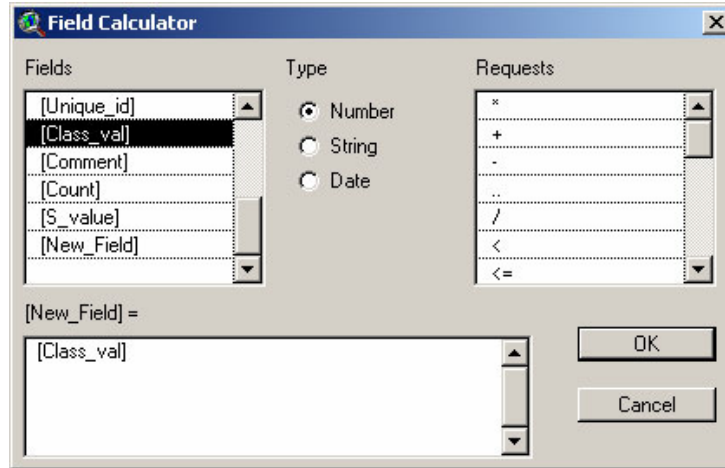 Field Calculator
Fields
Type
Requests
[Unique_id]
[Class_val]
[Comment]
[Count]
[S_value]
[New_Field]
Number
String
Date
*
+
-
..
/
<
<=
[New_Field] =
[Class_val]
OK
Cancel